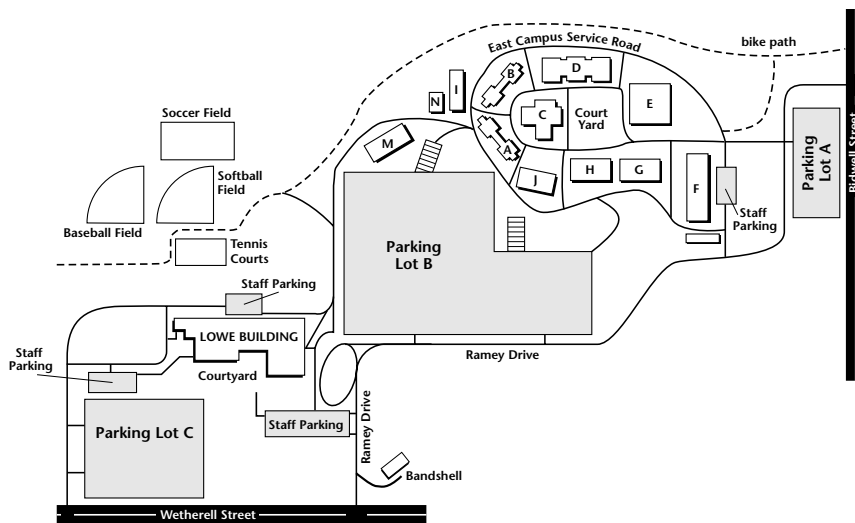 East Campus Service Road
bike path
B
D
I
N
E
C
Court
Yard
Soccer Field
M
A
Parking
Lot A
Bidwell Street
J
H
G
F
Softball
Field
Staff
Parking
Baseball Field
Parking
Lot B
Tennis
Courts
Staff Parking
LOWE BUILDING
Ramey Drive
Staff
Parking
Courtyard
Ramey Drive
Staff Parking
Parking Lot C
Bandshell
Wetherell Street